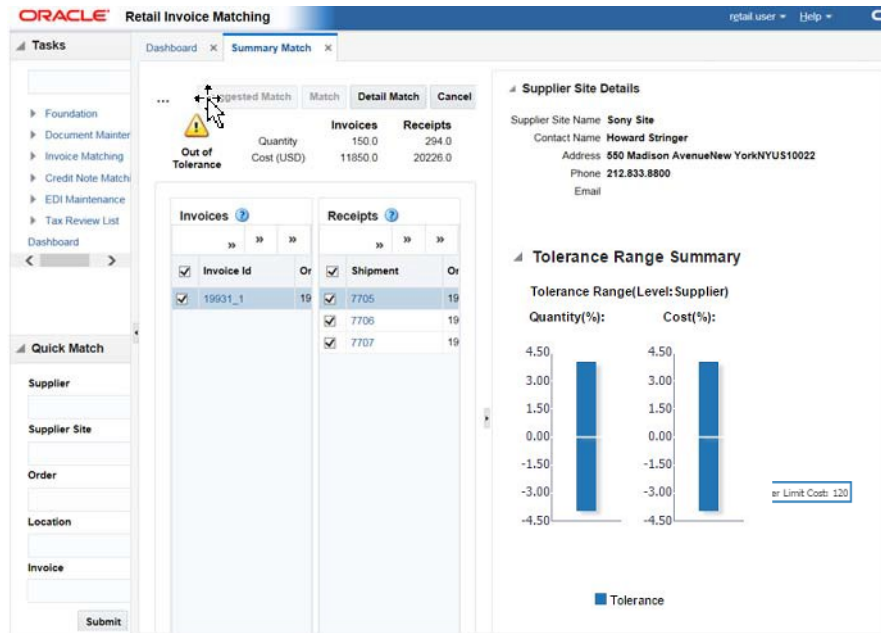 ORACLE® Retail Invoice Matching
retail.user Help
Tasks
Foundation
Document Mainten
Invoice Matching
Credit Note Matchi
EDI Maintenance
Tax Review List
Dashboard
Quick Match
Supplier
Supplier Site
Order
Location
Invoice
Submit
Dashboard × Summary Match ×
... Match Detail Match Cancel
Out of Tolerance
Invoices Receipts
Quantity 150.0 294.0
Cost (USD) 11850.0 20226.0
Invoices
» » »
Invoice Id Or
19931_1 19
Receipts
» » »
Shipment Or
7705 19
7706 19
7707 19
Supplier Site Details
Supplier Site Name Sony Site
Contact Name Howard Stringer
Address 550 Madison AvenueNew YorkNYUS10022
Phone 212.833.8800
Email
Tolerance Range Summary
Tolerance Range(Level:Supplier)
Quantity(%): Cost(%):
4.50 4.50
3.00 3.00
1.50 1.50
0.00 0.00
-1.50 -1.50
-3.00 -3.00
-4.50 -4.50
er Limit Cost: 120
Tolerance